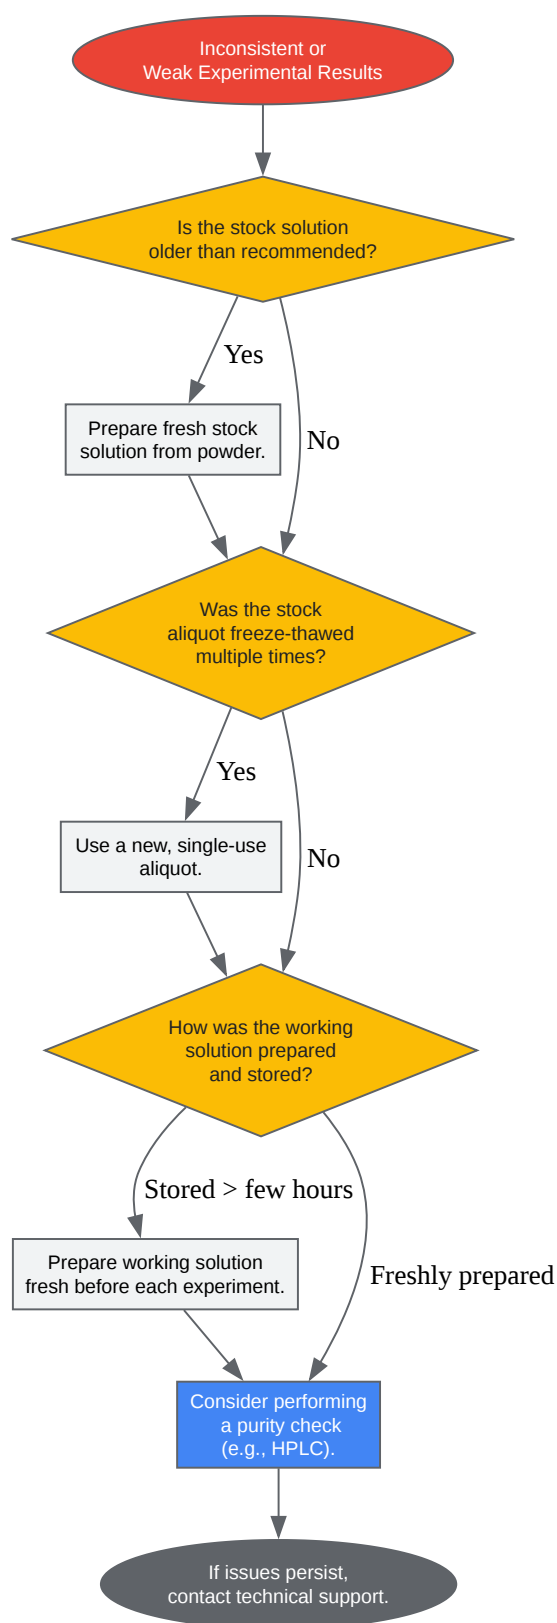 Inconsistent or
Weak Experimental Results
Is the stock solution
older than recommended?
Yes
Prepare fresh stock
solution from powder.
No
Was the stock
aliquot freeze-thawed
multiple times?
Yes
Use a new, single-use
aliquot.
No
How was the working
solution prepared
and stored?
Stored > few hours
Prepare working solution
fresh before each experiment.
Freshly prepared
Consider performing
a purity check
(e.g., HPLC).
If issues persist,
contact technical support.